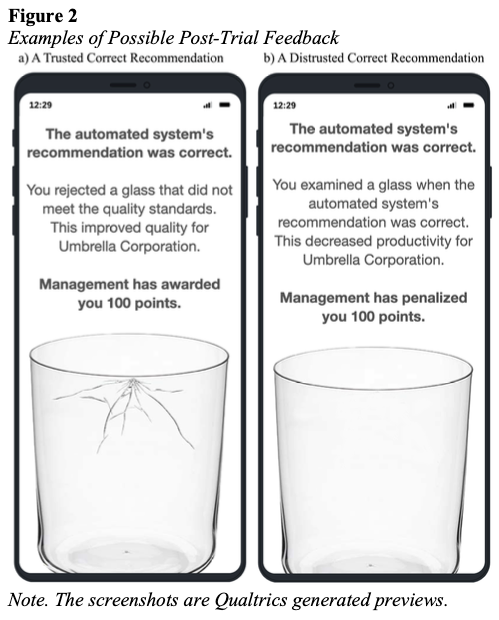 Figure 2
Examples of Possible Post-Trial Feedback
a) A Trusted Correct Recommendation
b) A Distrusted Correct Recommendation
12:29
The automated system's
recommendation was correct.
You rejected a glass that did not
meet the quality standards.
This improved quality for
Umbrella Corporation.
Management has awarded
you 100 points.
12:29
The automated system's
recommendation was correct.
You examined a glass when the
automated system's
recommendation was correct.
This decreased productivity for
Umbrella Corporation.
Management has penalized
you 100 points.
Note. The screenshots are Qualtrics generated previews.